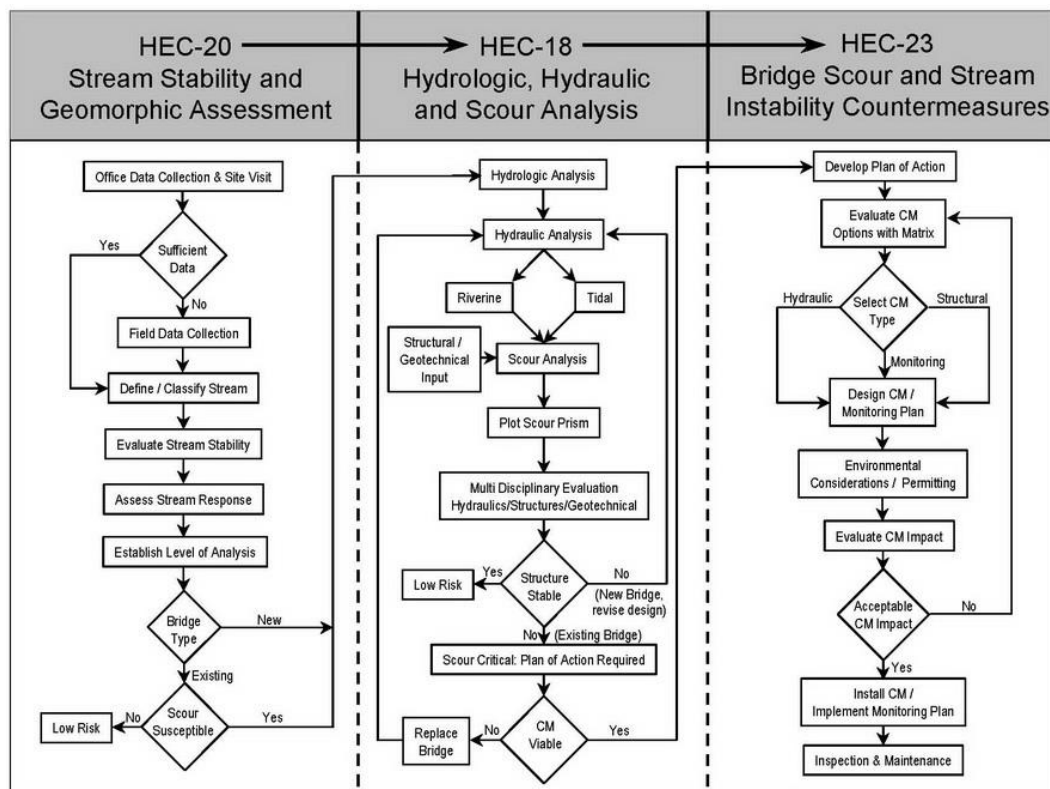 HEC-20
Stream Stability and
Geomorphic Assessment
HEC-18
Hydrologic, Hydraulic
and Scour Analysis
HEC-23
Bridge Scour and Stream
Instability Countermeasures
Office Data Collection & Site Visit
Yes
Sufficient
Data
No
Field Data Collection
Define / Classify Stream
Evaluate Stream Stability
Assess Stream Response
Establish Level of Analysis
Bridge
Type
New
Existing
Scour
Susceptible
No
Low Risk
Yes
Hydrologic Analysis
Hydraulic Analysis
Riverine
Tidal
Structural /
Geotechnical
Input
Scour Analysis
Plot Scour Prism
Multi Disciplinary Evaluation
Hydraulics/Structures/Geotechnical
Low Risk
Yes
Structure
Stable
No
(New Bridge,
revise design)
No (Existing Bridge)
Scour Critical: Plan of Action Required
Replace
Bridge
No
CM
Viable
Yes
Develop Plan of Action
Evaluate CM
Options with Matrix
Hydraulic
Select CM
Type
Structural
Monitoring
Design CM /
Monitoring Plan
Environmental
Considerations / Permitting
Evaluate CM Impact
Acceptable
CM Impact
No
Yes
Install CM /
Implement Monitoring Plan
Inspection & Maintenance